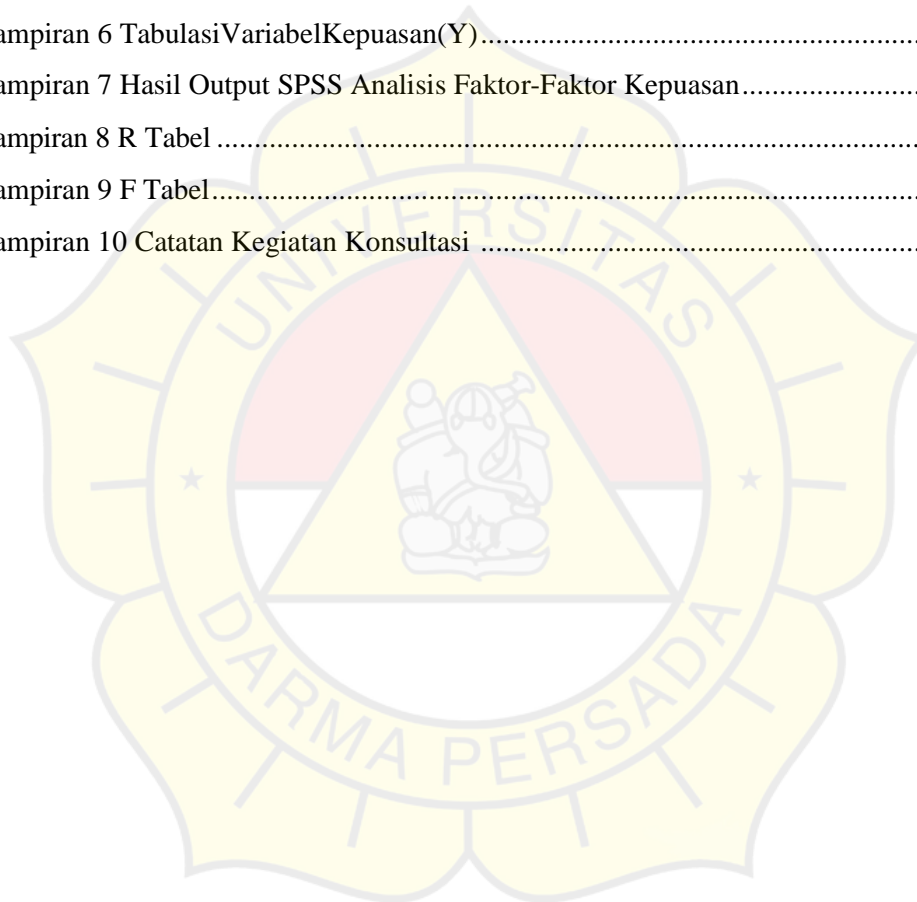 ampiran 6 TabulasiVariabelKepuasan(Y)................................................................
ampiran 7 Hasil Output SPSS Analisis Faktor-Faktor Kepuasan........................
ampiran 8 R Tabel ....................................................................................................
ampiran 9 F Tabel.....................................................................................................
ampiran 10 Catatan Kegiatan Konsultasi ...............................................................
UNIVERSITAS
DARMA PERSADA